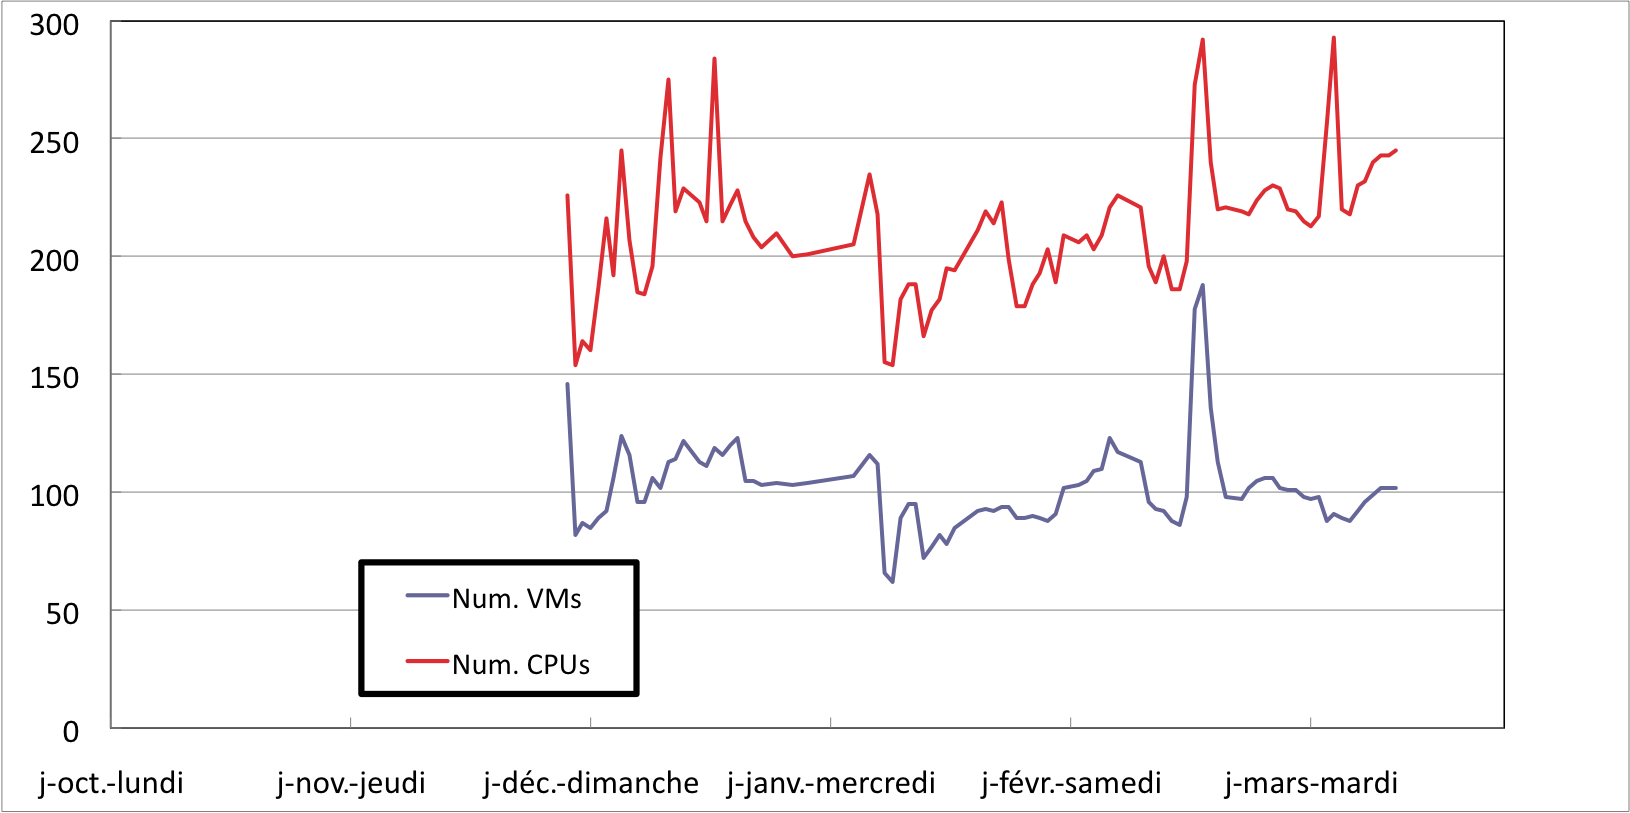 300
250
200
150
100
50
0
Num. VMs
Num. CPUs
j-oct.-lundi j-nov.-jeudi j-déc.-dimanche j-janv.-mercredi j-févr.-samedi j-mars-mardi